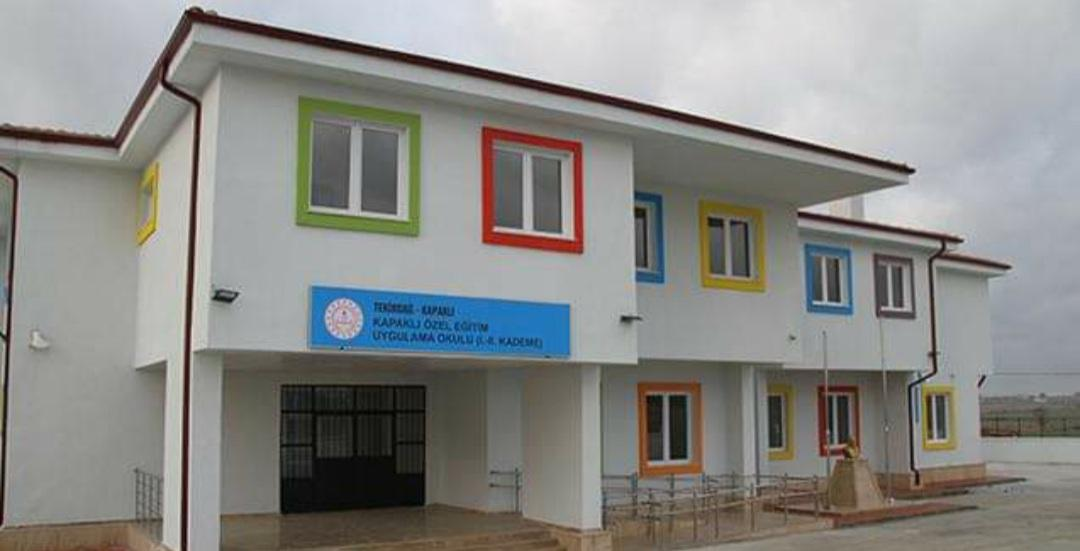 TEKİRDAĞ - KAPAKLI
KAPAKLI ÖZEL EĞİTİM
UYGULAMA OKULU (I.-II. KADEME)